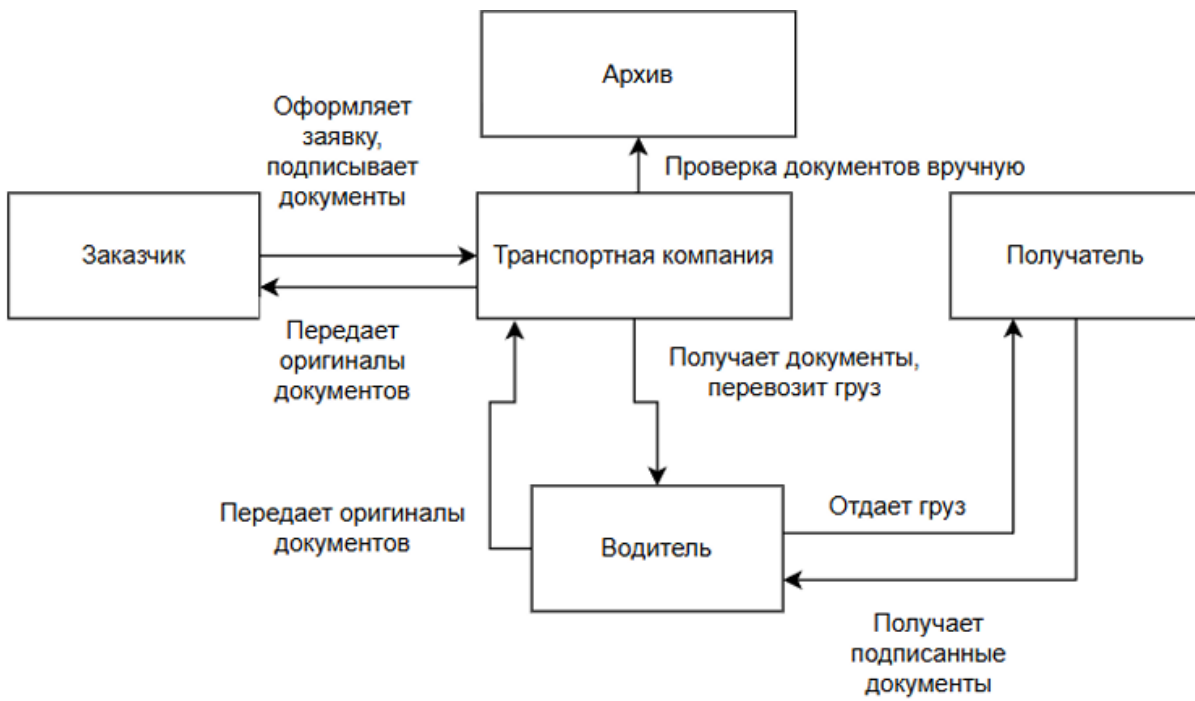 Архив
Оформляет
заявку,
подписывает
документы
Проверка документов вручную
Заказчик
Транспортная компания
Получатель
Передает
оригиналы
документов
Получает документы,
перевозит груз
Передает оригиналы
документов
Водитель
Отдает груз
Получает
подписанные
документы